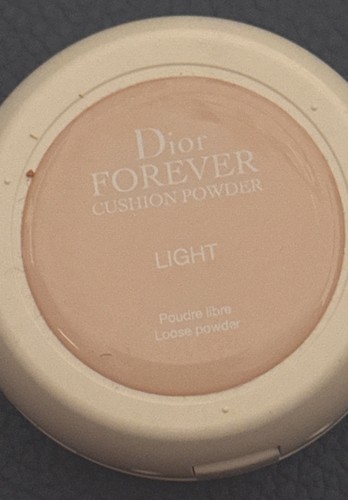 Dior
FOREVER
CUSHION POWDER
LIGHT
Poudre libre
Loose powder